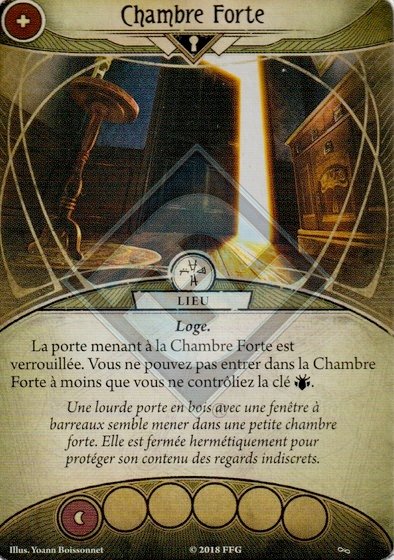 Chambre Forte
LIEU
Loge.
La porte menant à la Chambre Forte est
verrouillée. Vous ne pouvez pas entrer dans la Chambre
Forte à moins que vous ne contrôliez la clé .
Une lourde porte en bois avec une fenêtre à
barreaux semble mener dans une petite chambre
forte. Elle est fermée hermétiquement pour
protéger son contenu des regards indiscrets.
Illus. Yoann Boissonnet
© 2018 FFG